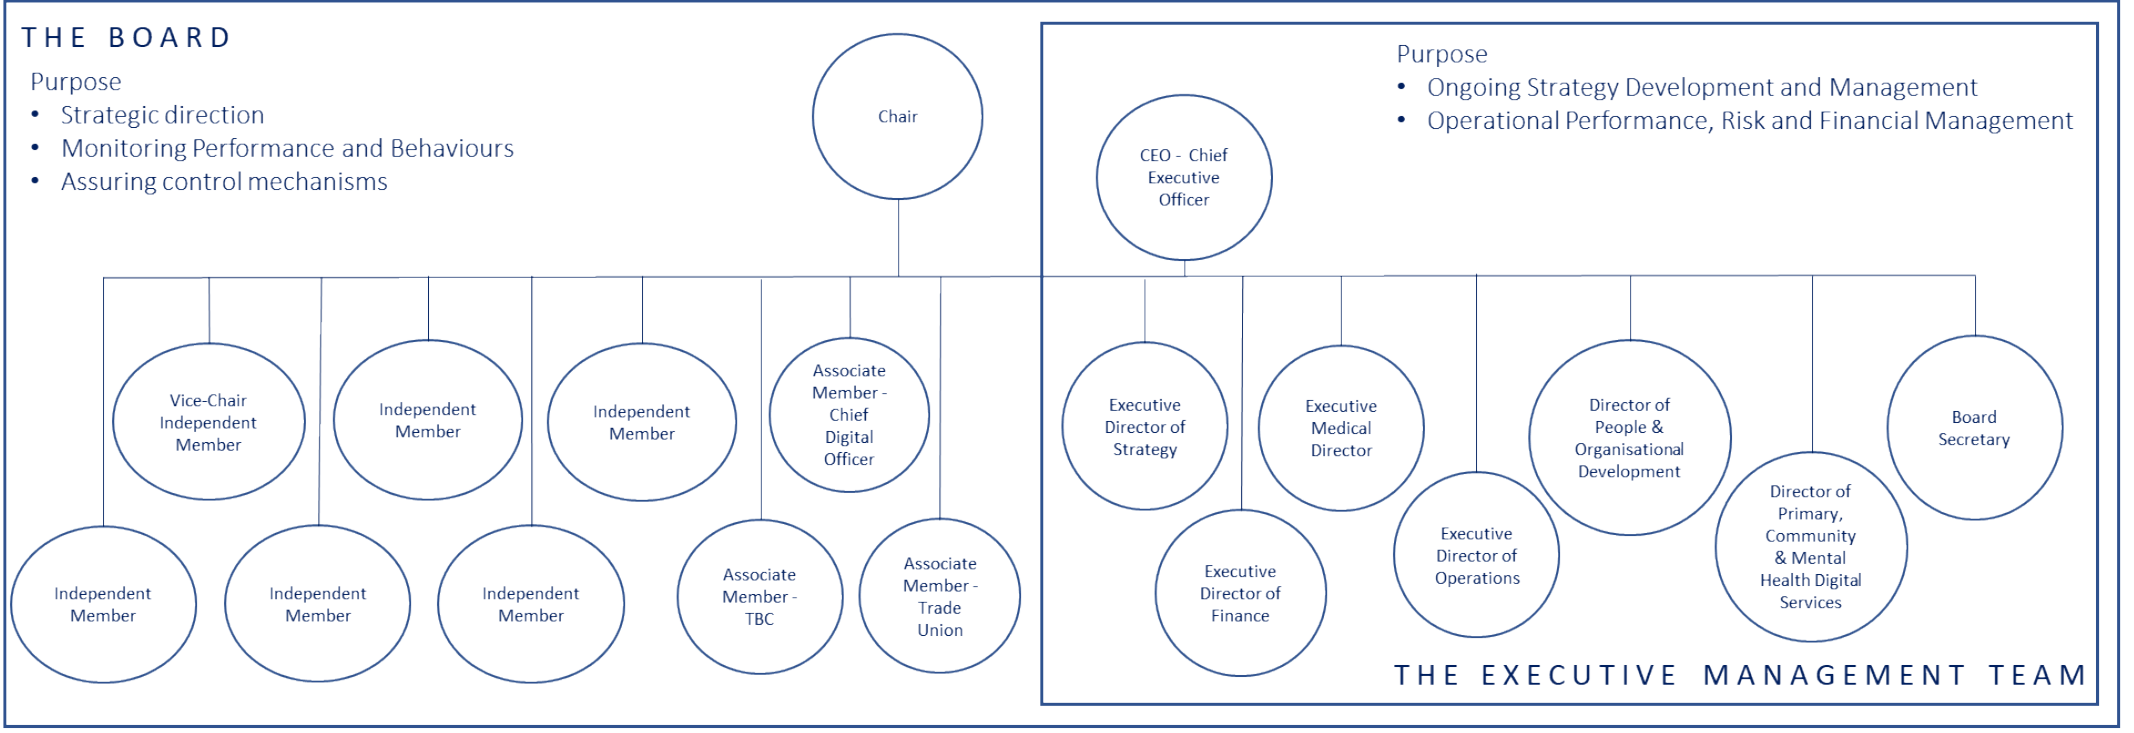 THE BOARD
Purpose
• Strategic direction
• Monitoring Performance and Behaviours
• Assuring control mechanisms
Chair
Purpose
• Ongoing Strategy Development and Management
• Operational Performance, Risk and Financial Management
CEO - Chief
Executive
Officer
Vice-Chair
Independent
Member
Independent
Member
Independent
Member
Associate
Member -
Chief
Digital
Officer
Independent
Member
Independent
Member
Independent
Member
Associate
Member -
TBC
Associate
Member -
Trade
Union
Executive
Director of
Strategy
Executive
Medical
Director
Director of
People &
Organisational
Development
Board
Secretary
Executive
Director of
Finance
Executive
Director of
Operations
Director of
Primary,
Community
& Mental
Health Digital
Services
THE EXECUTIVE MANAGEMENT TEAM